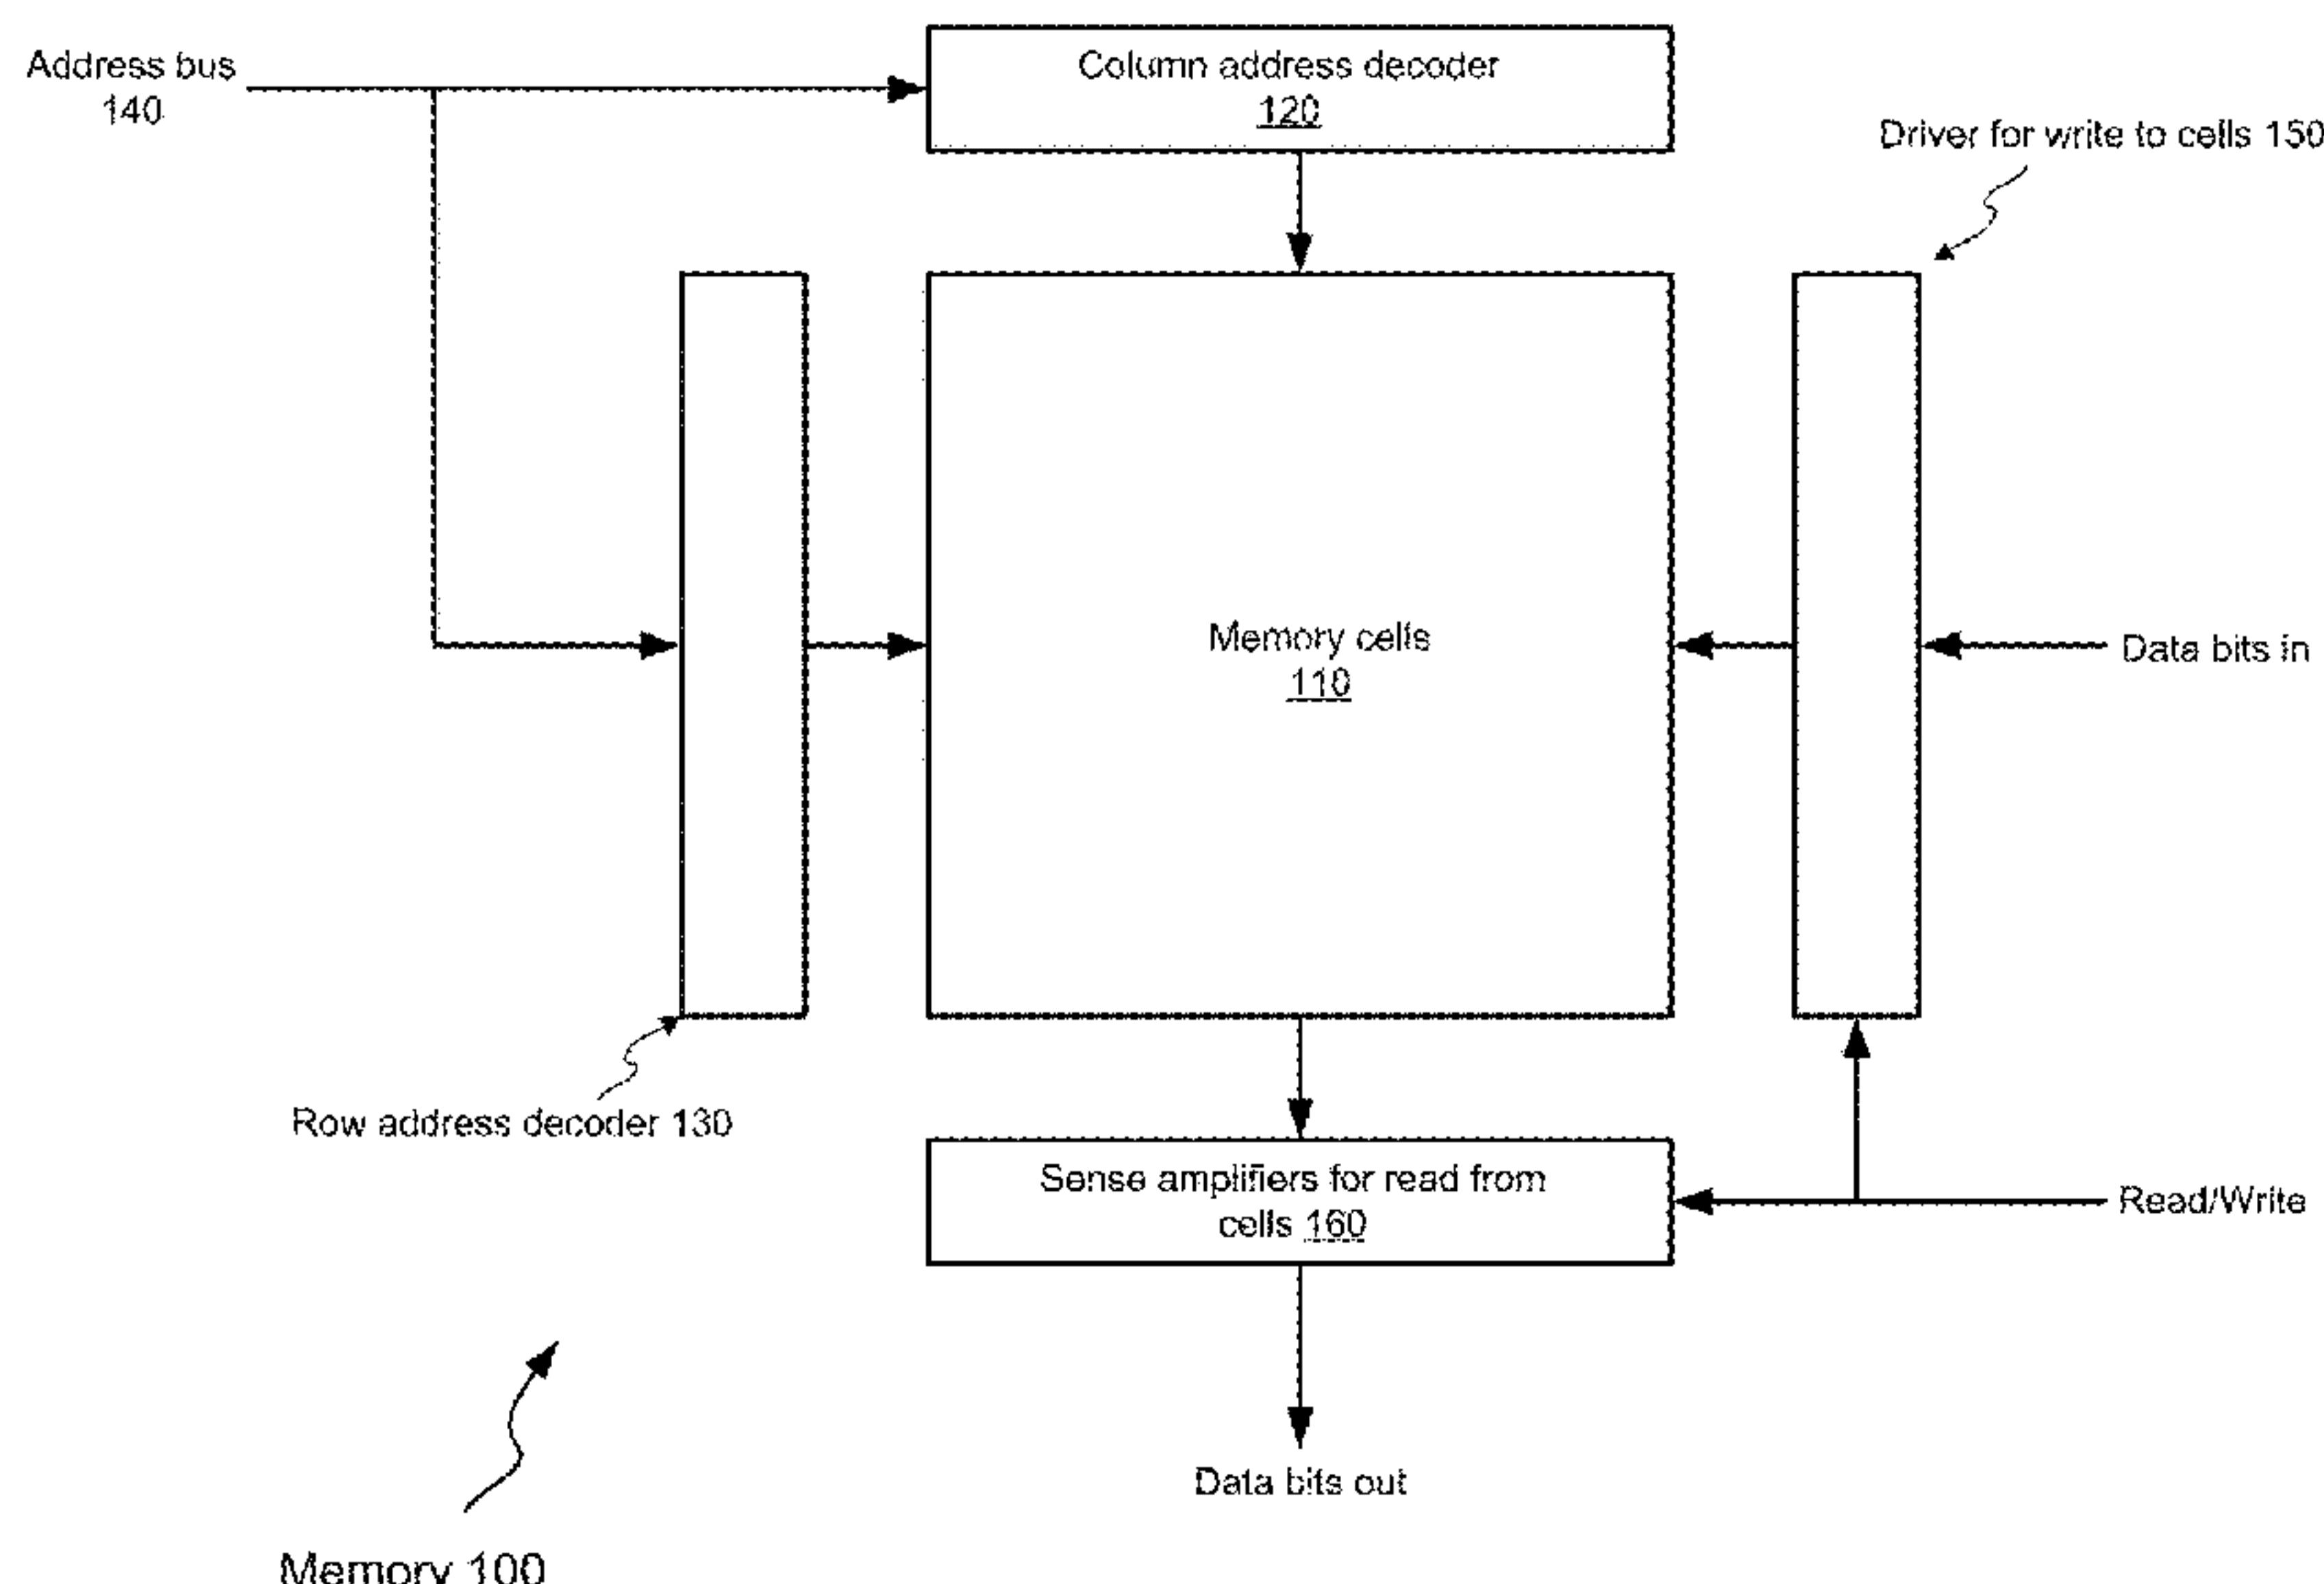 Address bus
140
Column address decoder
120
Driver for write to cells 150
Memory cells
110
Data bits in
Row address decoder 130
Sense amplifiers for read from
cells 160
Read/Write
Data bits out
Memory 100